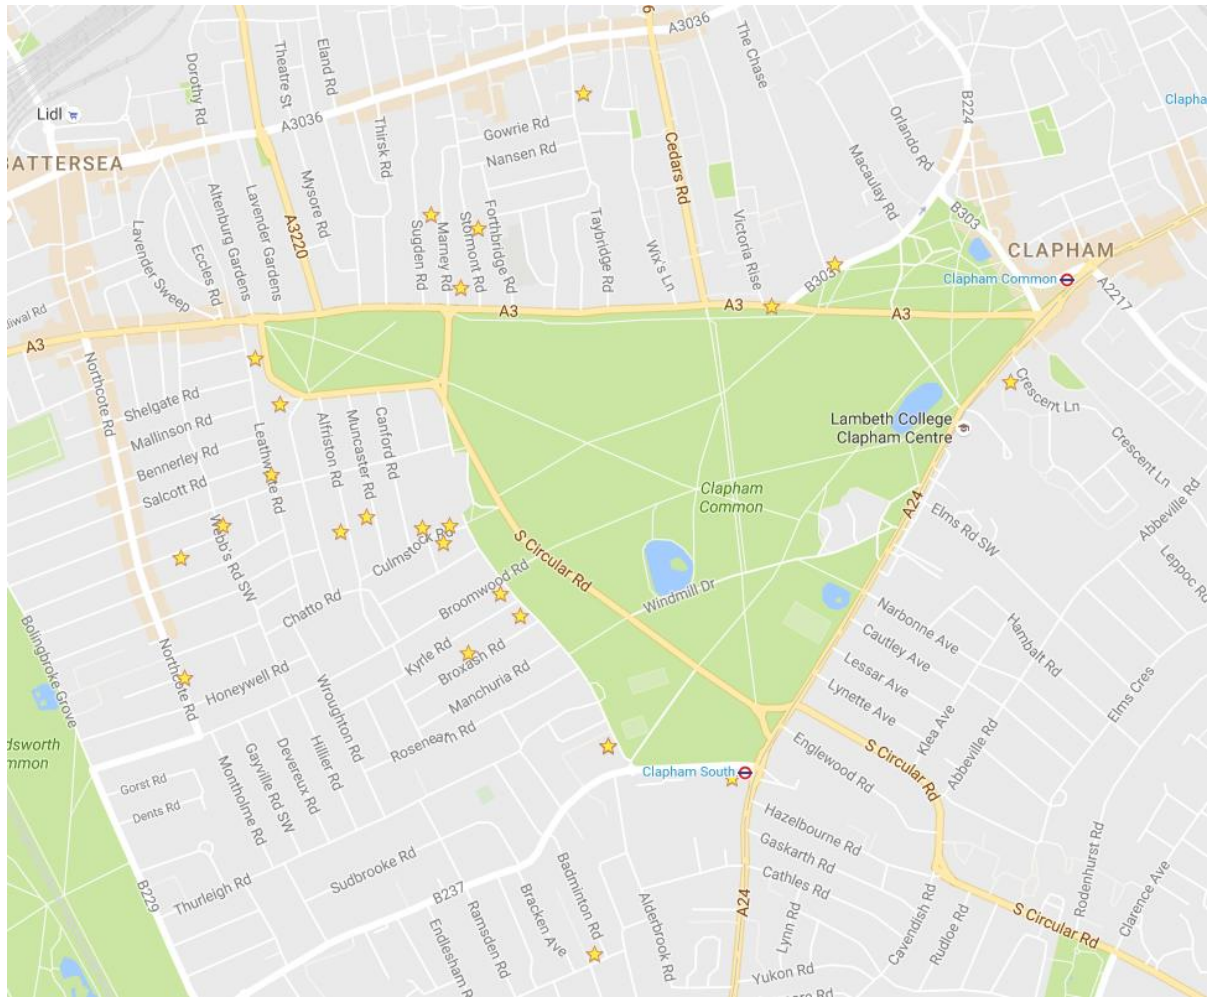 A3036
The Chase
B224
Clapha
Dorothy Rd
Theatre St
Eland Rd
Lidl
A3036
Thirsk Rd
Gowrie Rd
Nansen Rd
Cedars Rd
Macaulay Rd
Orlando Rd
BATTERSEA
Altenburg Gardens
Lavender Gardens
Mysore Rd
A3220
Lavender Sweep
Eccles Rd
Sugden Rd
Marney Rd
Stormont Rd
Forthbridge Rd
Taybridge Rd
Wix's Ln
Victoria Rise
B303
B303
CLAPHAM
Clapham Common
A2217
A3
A3
A3
A3
Northcote Rd
Shelgate Rd
Mallinson Rd
Bennerley Rd
Salcott Rd
Leathwaite Rd
Alfriston Rd
Muncaster Rd
Canford Rd
Crescent Ln
Lambeth College
Clapham Centre
Crescent Ln
Abbeville Rd
Clapham
Common
A24
Elms Rd SW
Leppoc Rd
Webb's Rd SW
Culmstock Rd
S Circular Rd
Chatto Rd
Broomwood Rd
Windmill Dr
Narbonne Ave
Cautley Ave
Lessar Ave
Lynette Ave
Hambalt Rd
Bolingbroke Grove
Northcote Rd
Honeywell Rd
Kyrle Rd
Broxash Rd
Manchuria Rd
Wroughton Rd
Rosenea
h Rd
Elms Cres
Klea Ave
Abbeville Rd
dsworth
mmon
Gorst Rd
Dents Rd
Montholme Rd
Gayville Rd SW
Devereux Rd
Hillier Rd
Clapham South
Englewood Rd
S Circular Rd
Hazelbourne Rd
Gaskarth Rd
Cathles Rd
B229
Thurleigh Rd
Sudbrooke Rd
B237
Badminton Rd
Bracken Ave
Ramsden Rd
Endlesham Rd
Alderbrook Rd
A24
Lynn Rd
Yukon Rd
Cavendish Rd
Rudloe Rd
S Circular Rd
Rodenhurst Rd
Clarence Ave